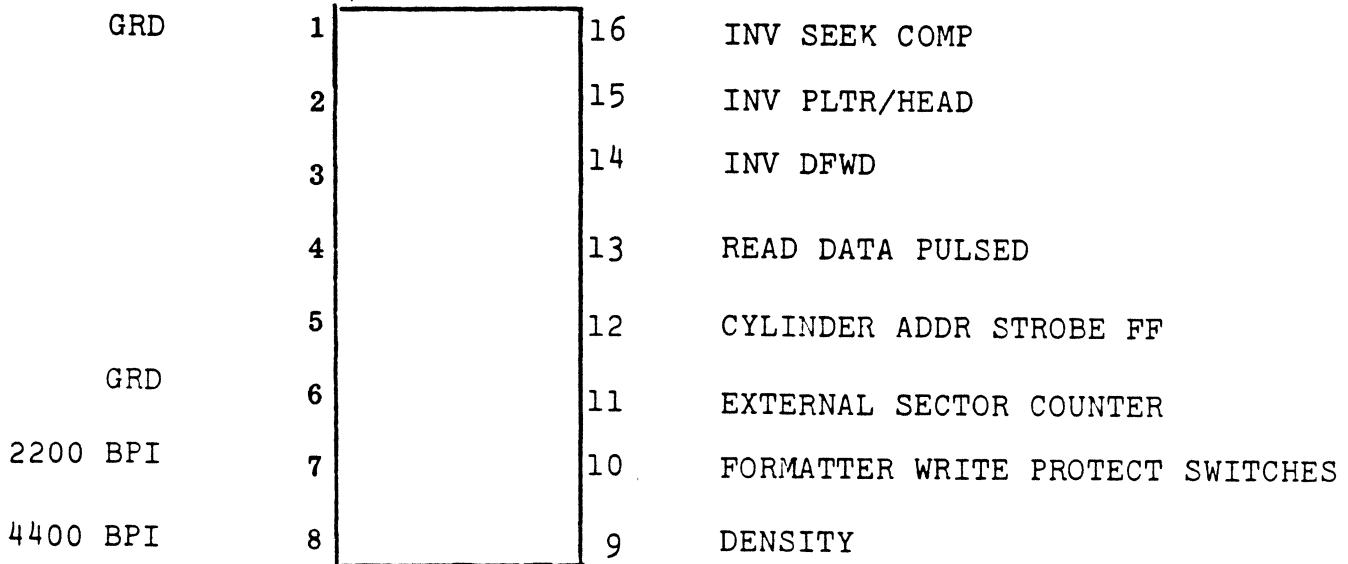 GRD 1 16 INV SEEK COMP
2 15 INV PLTR/HEAD
3 14 INV DFWD
4 13 READ DATA PULSED
5 12 CYLINDER ADDR STROBE FF
GRD 6 11 EXTERNAL SECTOR COUNTER
2200 BPI 7 10 FORMATTER WRITE PROTECT SWITCHES
4400 BPI 8 9 DENSITY